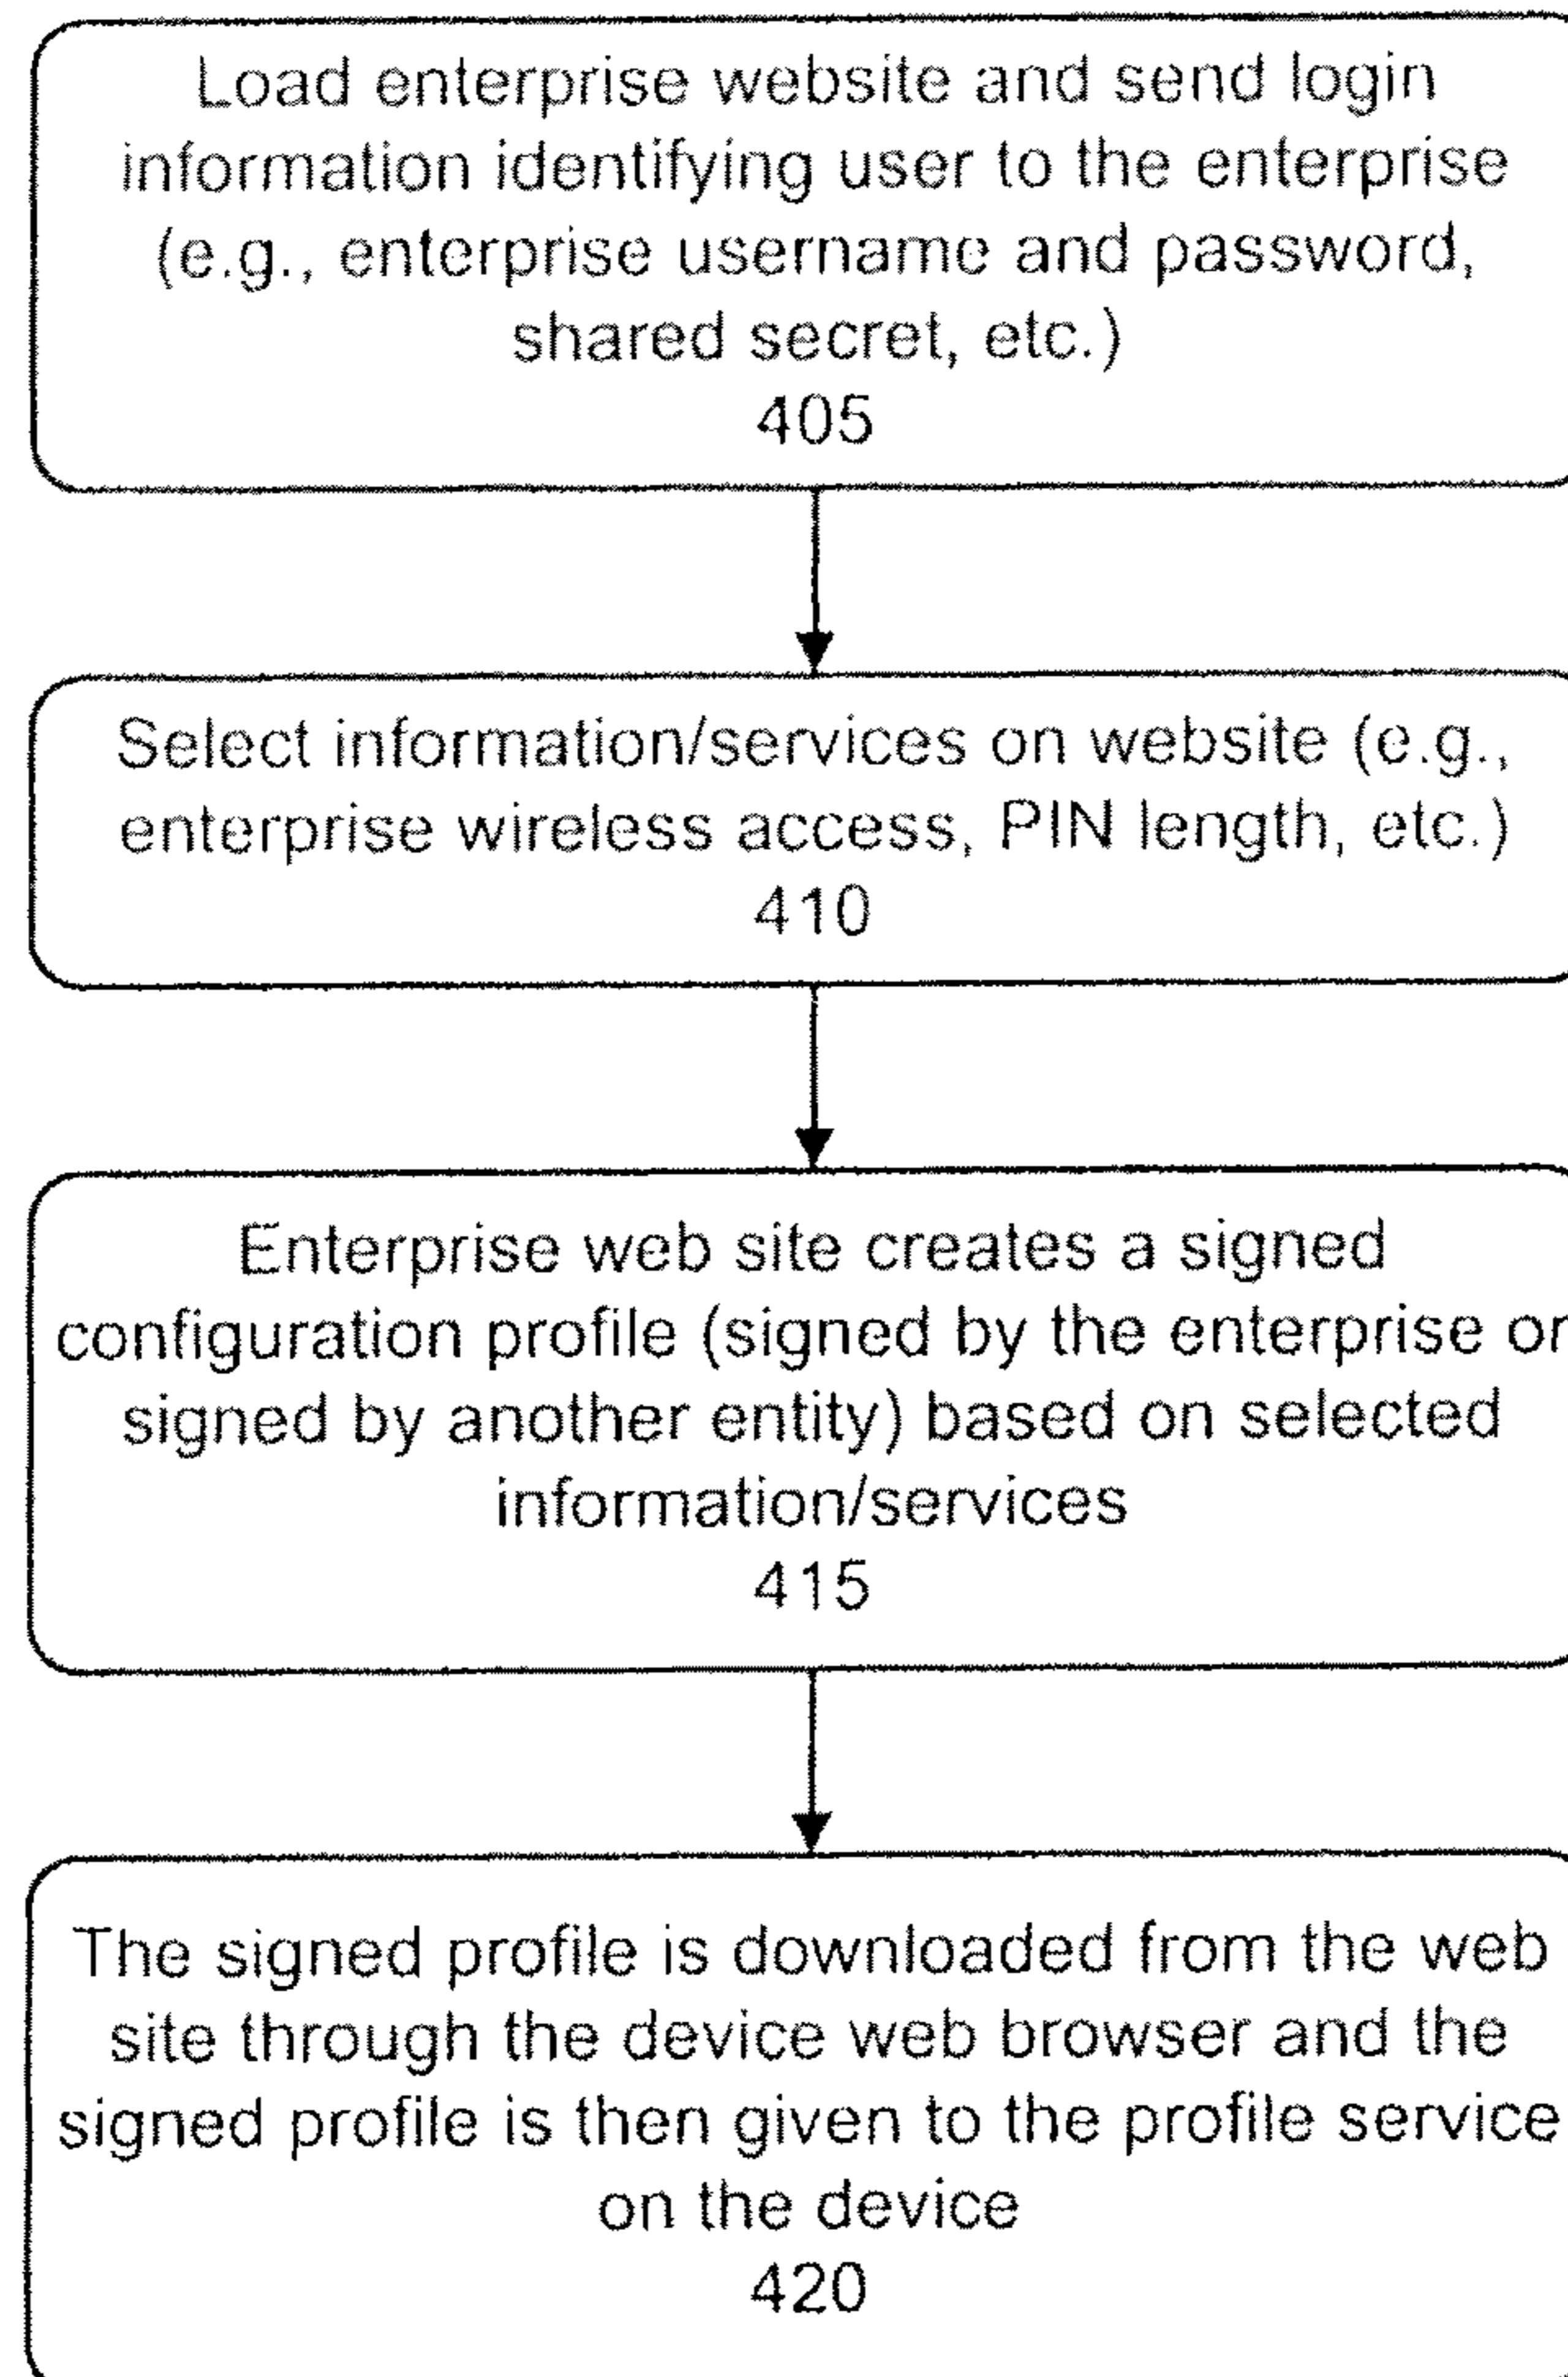 Load enterprise website and send login
information identifying user to the enterprise
(e.g., enterprise username and password,
shared secret, etc.)
405
Select information/services on website (e.g.,
enterprise wireless access, PIN length, etc.)
410
Enterprise web site creates a signed
configuration profile (signed by the enterprise or
signed by another entity) based on selected
information/services
415
The signed profile is downloaded from the web
site through the device web browser and the
signed profile is then given to the profile service
on the device
420